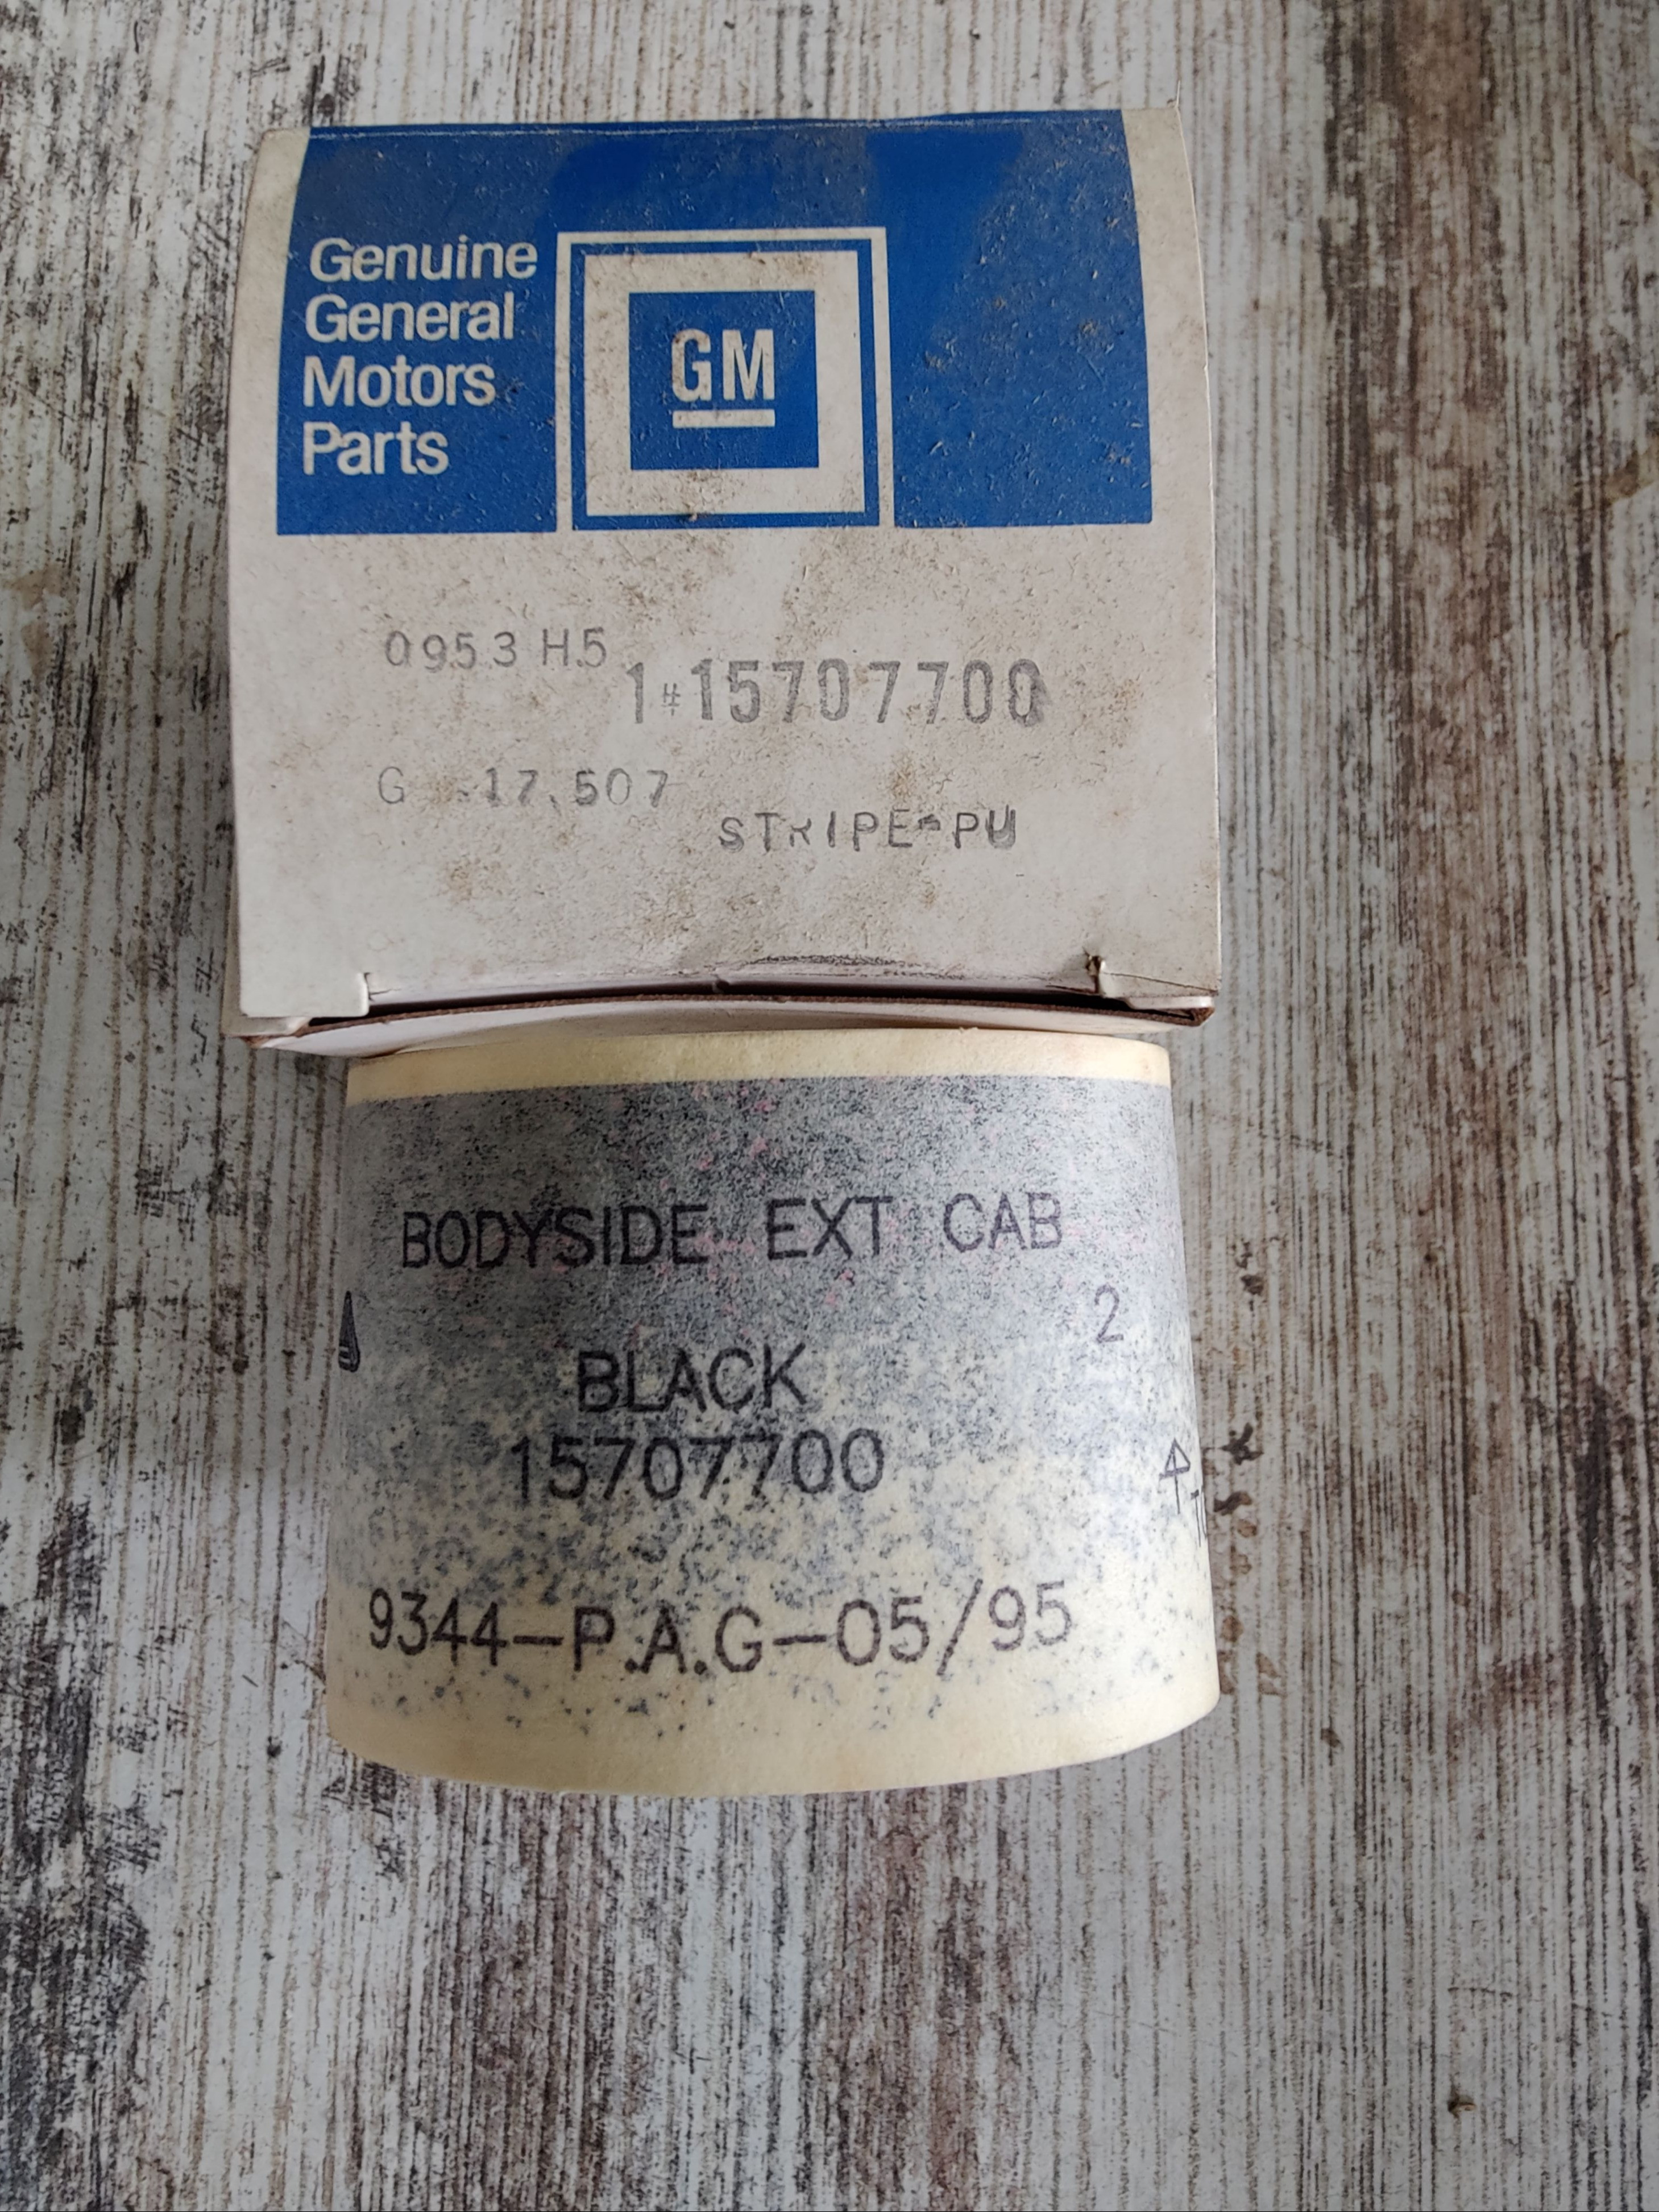 Genuine
General
Motors
Parts
GM
0953 H5
1 # 15707700
G 17.507
STRIPE-PU
BODYSIDE EXT CAB
2
BLACK
15707700
9344-P.A.G-05/95